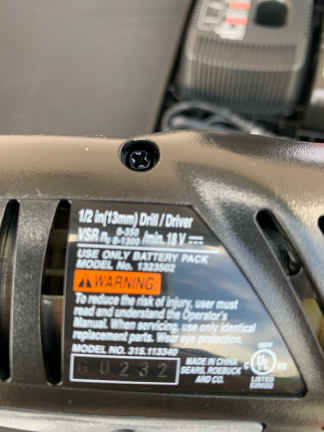 1/2 in(13mm) Drill / Driver
VSR n₀ 0-350 0-1300 /min. 18 V
USE ONLY BATTERY PACK
MODEL No. 1323502
WARNING:
To reduce the risk of injury, user must
read and understand the Operator's
Manual. When servicing, use only identical
replacement parts. Wear eye protection.
MODEL NO. 315.113340
MADE IN CHINA
SEARS, ROEBUCK
AND CO.
0232
C UL US
LISTED